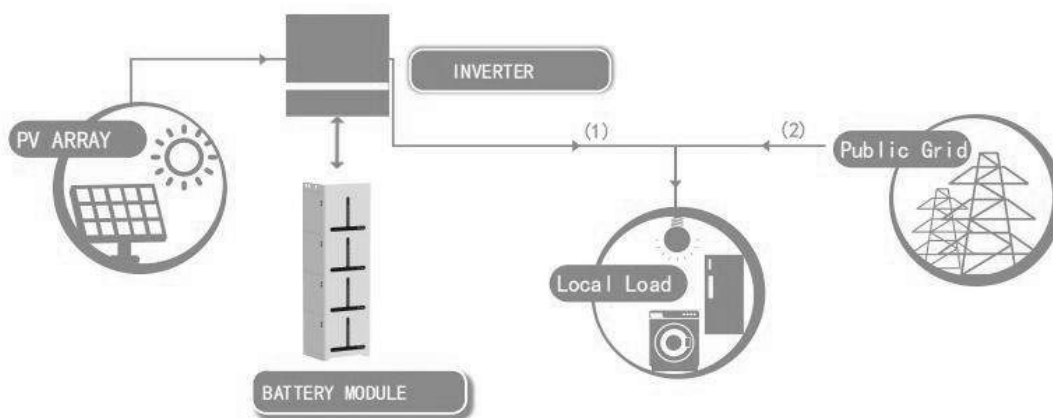 INVERTER
PV ARRAY
(1)
(2)
Public Grid
Local Load
BATTERY MODULE